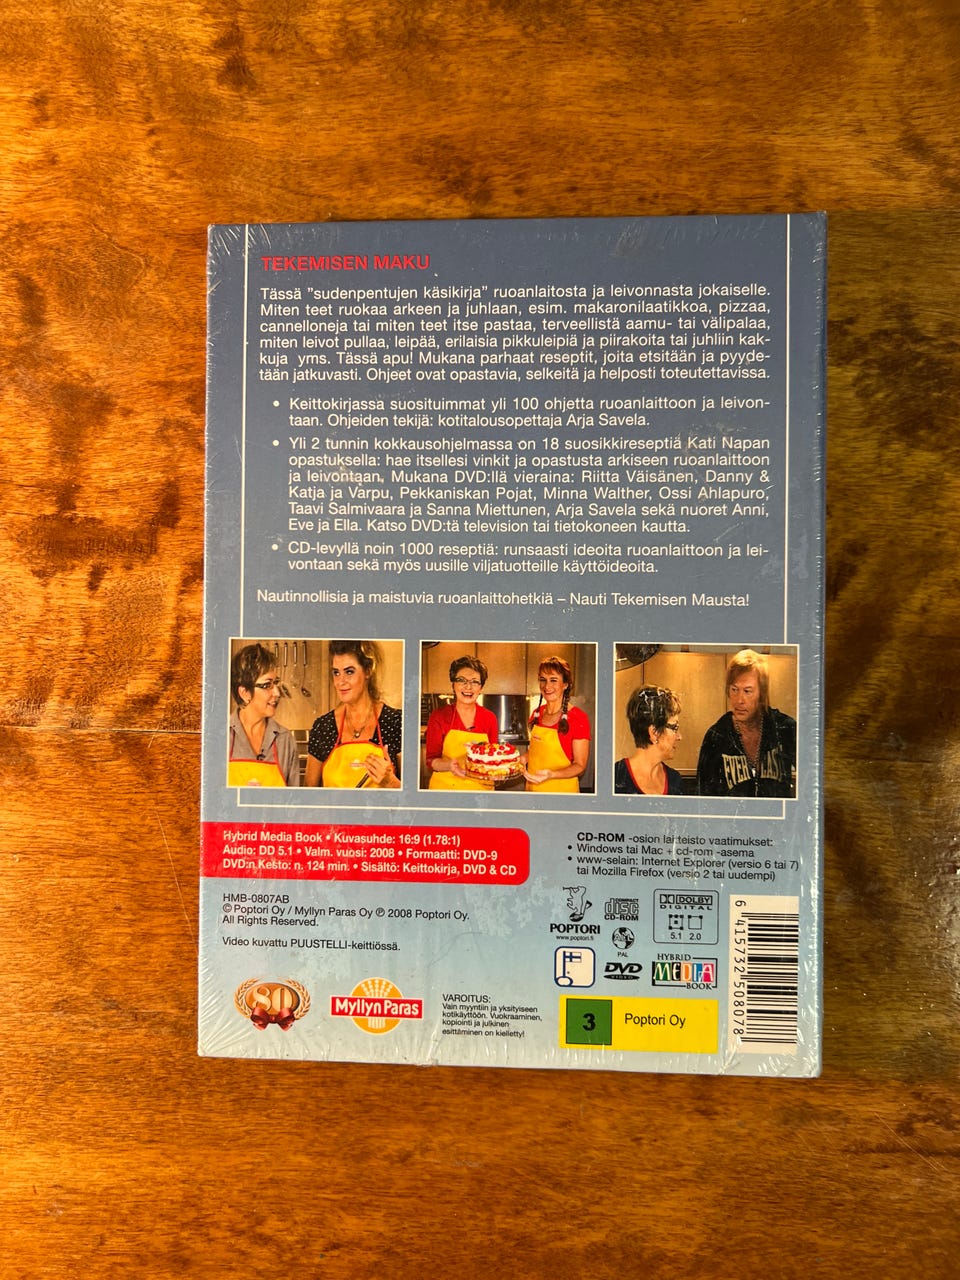 TEKEMISEN MAKU
Tässä "sudenpentujen käsikirja" ruoanlaitosta ja leivonnasta jokaiselle.
Miten teet ruokaa arkeen ja juhlaan, esim. makaronilaatikkoa, pizzaa,
cannelloneja tai miten teet itse pastaa, terveellistä aamu- tai välipalaa,
miten leivot pullaa, leipää, erilaisia pikkuleipiä ja piirakoita tai juhliin kak-
kuja yms. Tässä apu! Mukana parhaat reseptit, joita etsitään ja pyyde-
tään jatkuvasti. Ohjeet ovat opastavia, selkeitä ja helposti toteutettavissa.
• Keittokirjassa suosituimmat yli 100 ohjetta ruoanlaittoon ja leivon-
taan. Ohjeiden tekijä: kotitalousopettaja Arja Savela.
• Yli 2 tunnin kokkausohjelmassa on 18 suosikkireseptiä Kati Napan
opastuksella: hae itsellesi vinkit ja opastusta arkiseen ruoanlaittoon
ja leivontaan. Mukana DVD:llä vieraina: Riitta Väisänen, Danny &
Katja ja Varpu, Pekkaniskan Pojat, Minna Walther, Ossi Ahlapuro,
Taavi Salmivaara ja Sanna Miettunen, Arja Savela sekä nuoret Anni,
Eve ja Ella. Katso DVD:tä television tai tietokoneen kautta.
• CD-levyllä noin 1000 reseptiä: runsaasti ideoita ruoanlaittoon ja lei-
vontaan sekä myös uusille viljatuotteille käyttöideoita.
Nautinnollisia ja maistuvia ruoanlaittohetkiä – Nauti Tekemisen Mausta!
EVERLAST
Hybrid Media Book • Kuvasuhde: 16:9 (1.78:1)
Audio: DD 5.1 • Valm. vuosi: 2008 • Formaatti: DVD-9
DVD:n Kesto: n. 124 min. • Sisältö: Keittokirja, DVD & CD
CD-ROM -osion laitteisto vaatimukset:
• Windows tai Mac + cd-rom -asema
• www-selain: Internet Explorer (versio 6 tai 7)
tai Mozilla Firefox (versio 2 tai uudempi)
HMB-0807AB
© Poptori Oy / Myllyn Paras Oy ℗ 2008 Poptori Oy.
All Rights Reserved.
Video kuvattu PUUSTELLI-keittiössä.
POPTORI
www.poptori.fi
COMPACT
disc
CD-ROM
ALL
PAL
DOLBY
DIGITAL
5.1 2.0
DVD
VIDEO
HYBRID
MEDIA
BOOK
80
Myllyn Paras
VAROITUS:
Vain myyntiin ja yksityiseen
kotikäyttöön. Vuokraaminen,
kopiointi ja julkinen
esittäminen on kielletty!
3
Poptori Oy
6 415732 508078